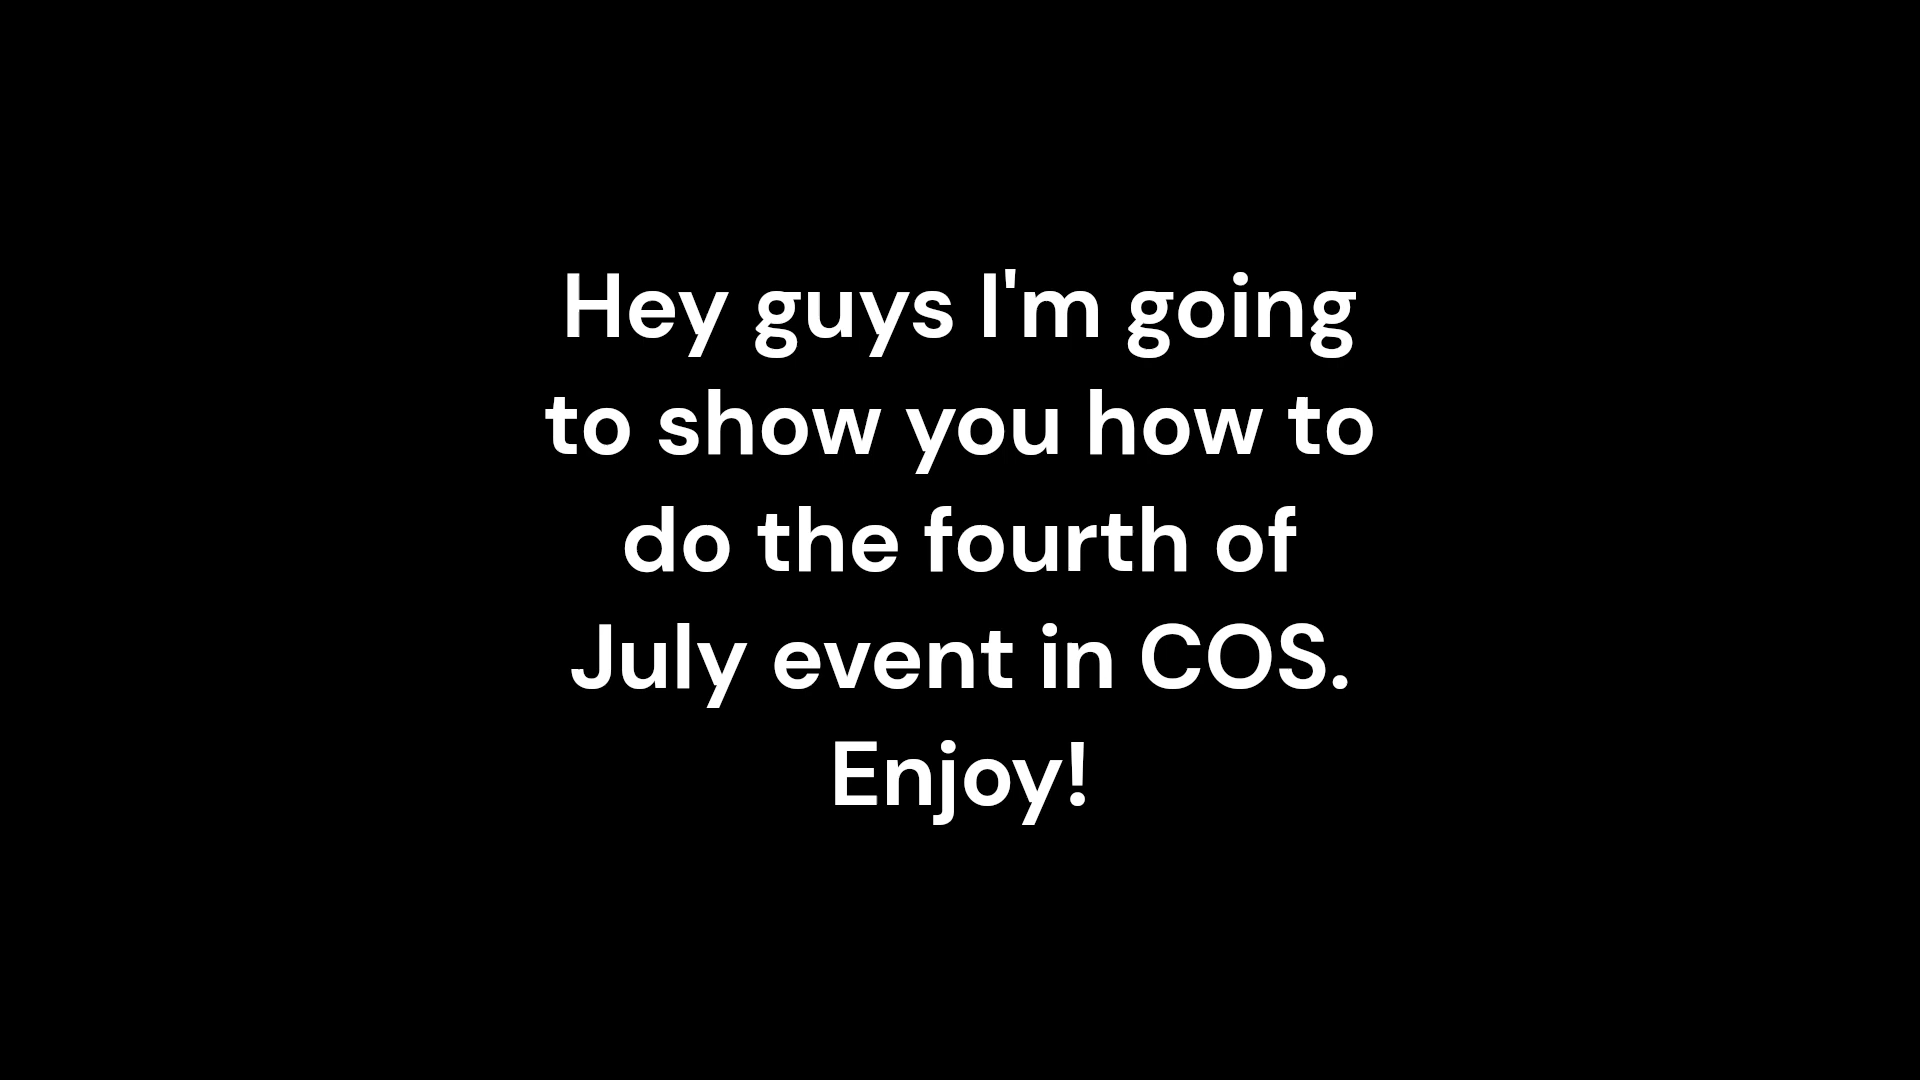 Hey guys I'm going
to show you how to
do the fourth of
July event in COS.
Enjoy!